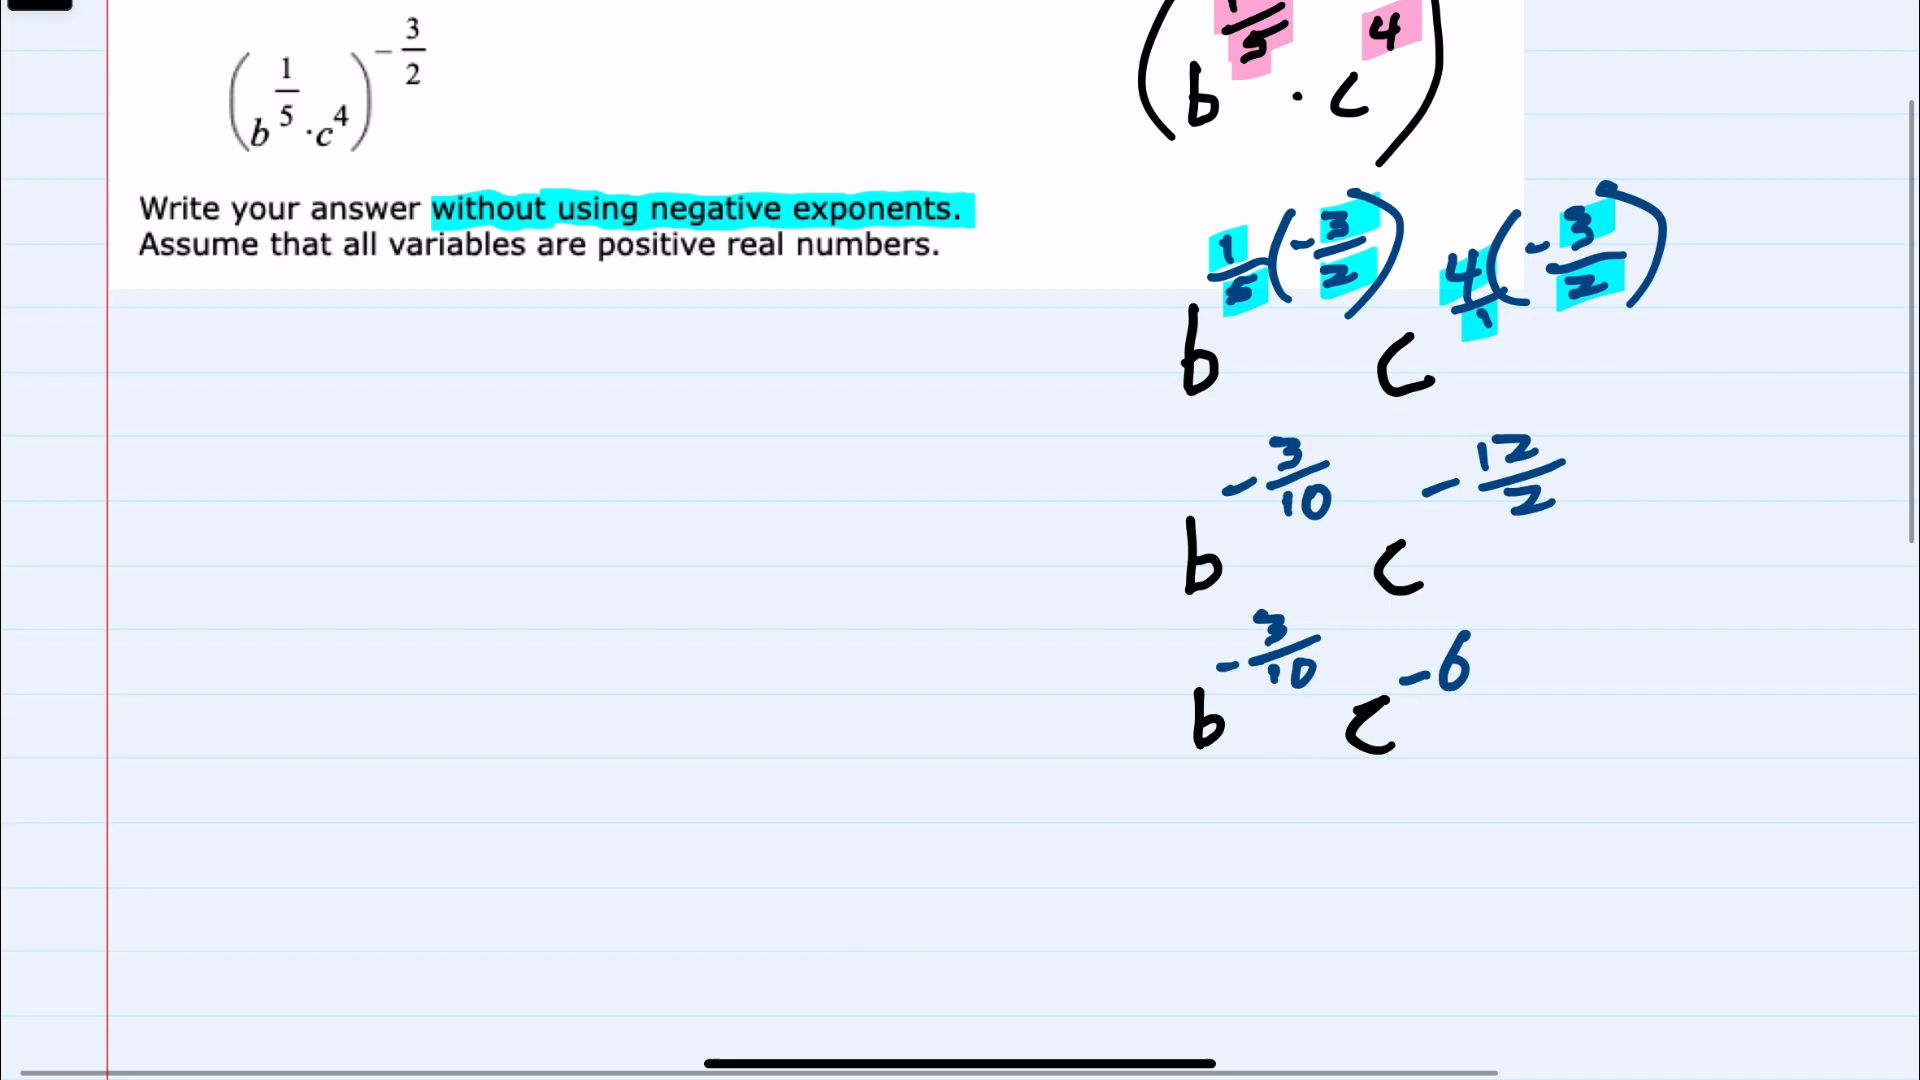 (b^{1/5} · c^4)^{-3/2}
Write your answer without using negative exponents.
Assume that all variables are positive real numbers.
(b^{1/5} · c^4)
b^{1/5(-3/2)} c^{4/1(-3/2)}
b^{-3/10} c^{-12/2}
b^{-3/10} c^{-6}